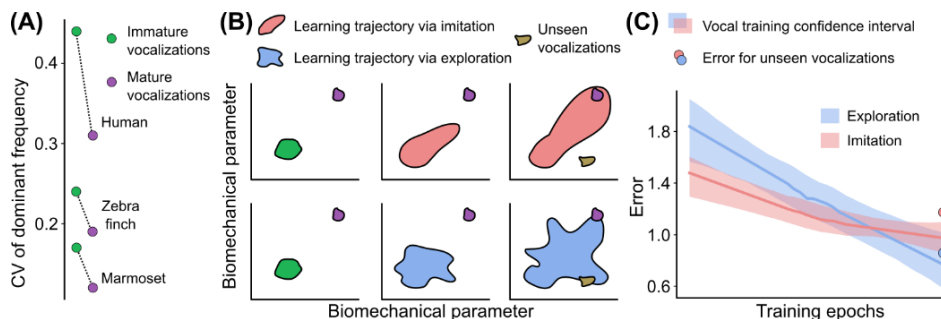 (A)
Immature
vocalizations
Mature
vocalizations
0.4
0.3
0.2
Human
Zebra
finch
Marmoset
CV of dominant frequency
(B)
Learning trajectory via imitation
Learning trajectory via exploration
Unseen
vocalizations
Biomechanical parameter
Biomechanical parameter
(C)
Vocal training confidence interval
Error for unseen vocalizations
Exploration
Imitation
1.8
1.4
1.0
0.6
Error
Training epochs